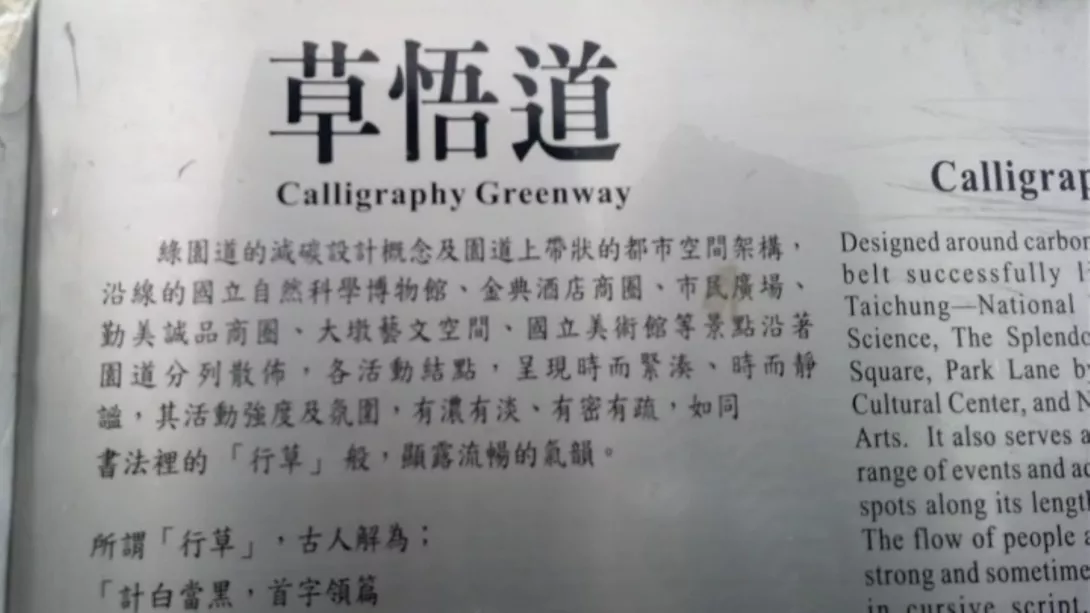 草悟道
Calligraphy Greenway
綠園道的減碳設計概念及園道上帶狀的都市空間架構，
沿線的國立自然科學博物館、金典酒店商圈、市民廣場、
勤美誠品商圈、大墩藝文空間、國立美術館等景點沿著
園道分列散佈，各活動結點，呈現時而緊湊、時而靜
謐，其活動強度及氛圍，有濃有淡、有密有疏，如同
書法裡的「行草」般，顯露流暢的氣韻。
所謂「行草」，古人解為；
「計白當黑，首字領篇
Calligrap
Designed around carbon
belt successfully li
Taichung—National
Science, The Splendo
Square, Park Lane by
Cultural Center, and N
Arts. It also serves a
range of events and ac
spots along its lengt
The flow of people a
strong and sometime
in cursive script